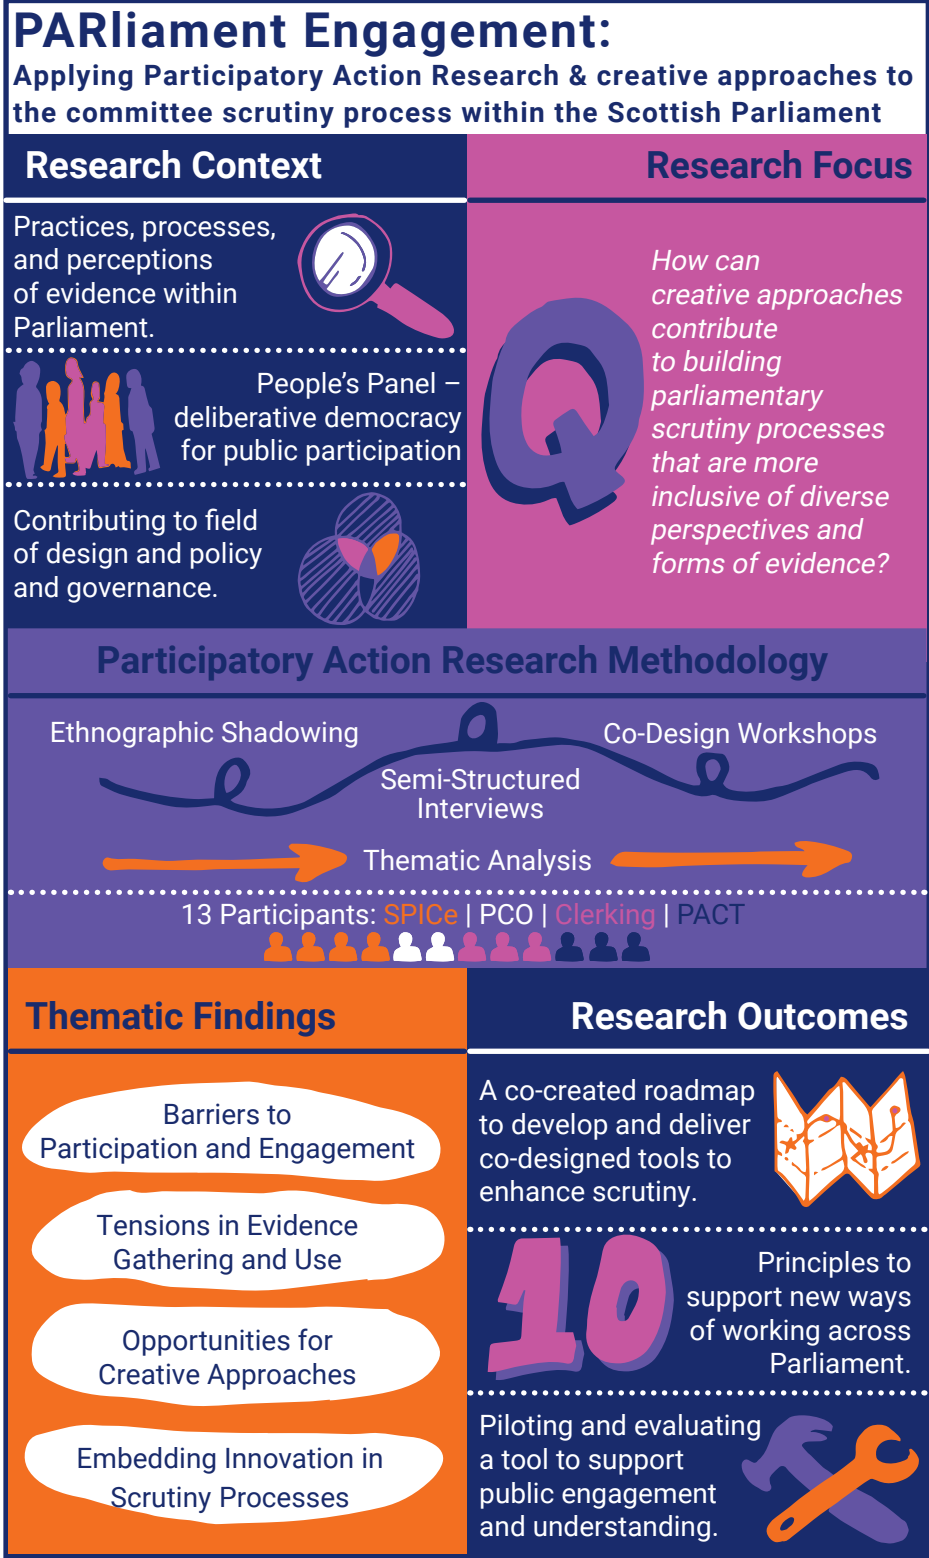 PARliament Engagement:
Applying Participatory Action Research & creative approaches to
the committee scrutiny process within the Scottish Parliament
Research Context
Practices, processes,
and perceptions
of evidence within
Parliament.
People's Panel –
deliberative democracy
for public participation
Contributing to field
of design and policy
and governance.
Research Focus
Q
How can
creative approaches
contribute
to building
parliamentary
scrutiny processes
that are more
inclusive of diverse
perspectives and
forms of evidence?
Participatory Action Research Methodology
Ethnographic Shadowing
Semi-Structured
Interviews
Co-Design Workshops
Thematic Analysis
13 Participants: SPICe | PCO | Clerking | PACT
Thematic Findings
Barriers to
Participation and Engagement
Tensions in Evidence
Gathering and Use
Opportunities for
Creative Approaches
Embedding Innovation in
Scrutiny Processes
Research Outcomes
A co-created roadmap
to develop and deliver
co-designed tools to
enhance scrutiny.
10
Principles to
support new ways
of working across
Parliament.
Piloting and evaluating
a tool to support
public engagement
and understanding.